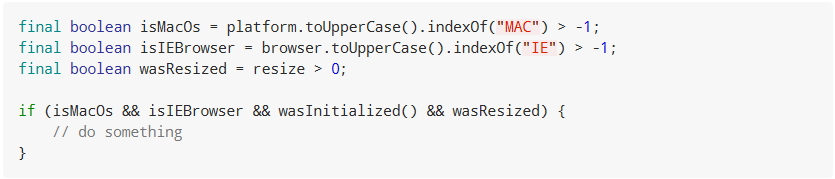 final boolean isMacOs = platform.toUpperCase().indexOf("MAC") > -1;
final boolean isIEBrowser = browser.toUpperCase().indexOf("IE") > -1;
final boolean wasResized = resize > 0;

if (isMacOs && isIEBrowser && wasInitialized() && wasResized) {
    // do something
}